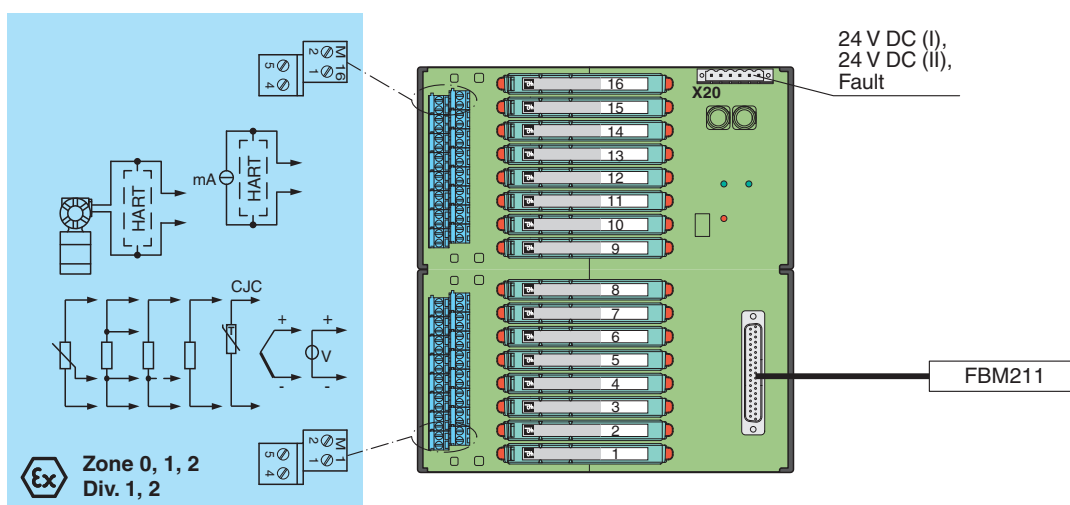 24 V DC (I),
24 V DC (II),
Fault
X20
M 16
2 1
5 4
16
15
14
13
12
11
10
9
8
7
6
5
4
3
2
1
HART
mA
HART
CJC
+
-
+
V
-
M 1
2 1
5 4
Zone 0, 1, 2
Div. 1, 2
Ex
FBM211